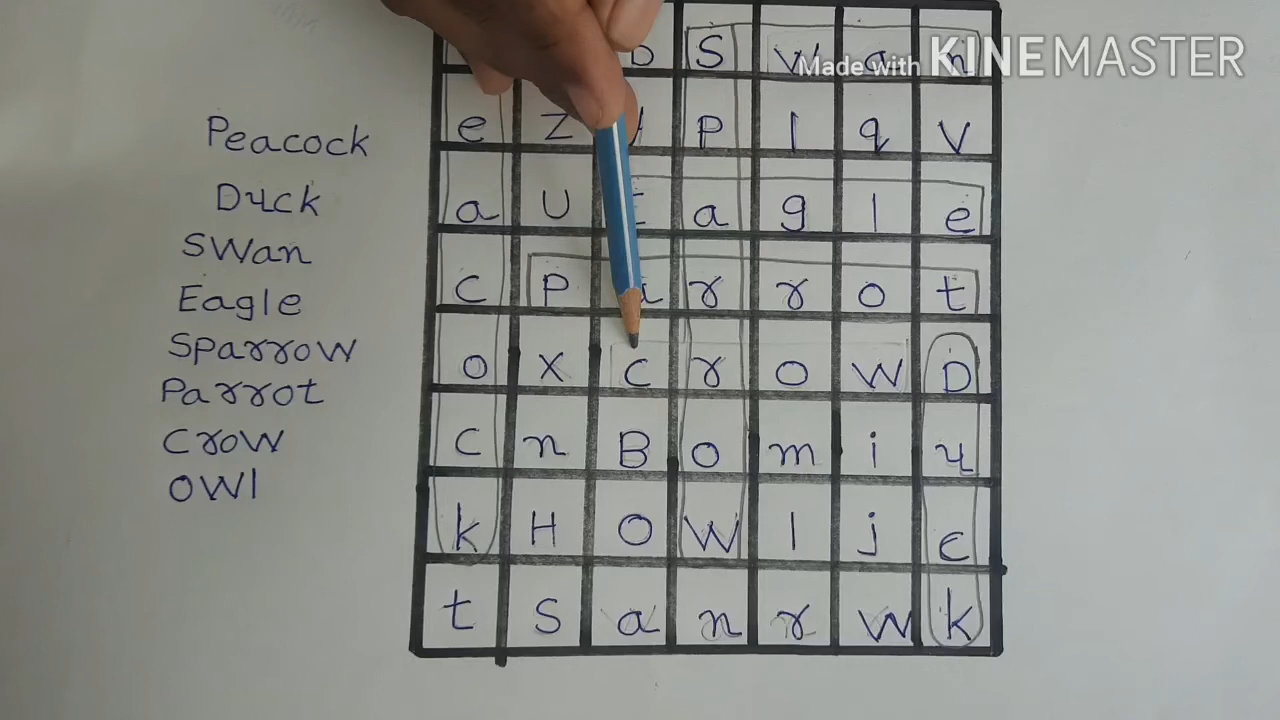 Made with KINEMASTER
Peacock
Duck
Swan
Eagle
Sparrow
Parrot
Crow
Owl
S W a n
e z p l q v
a U a g l e
c P a r r o t
o x c r o w D
c n B o m i u
k H O W l j c
t S a n r w k